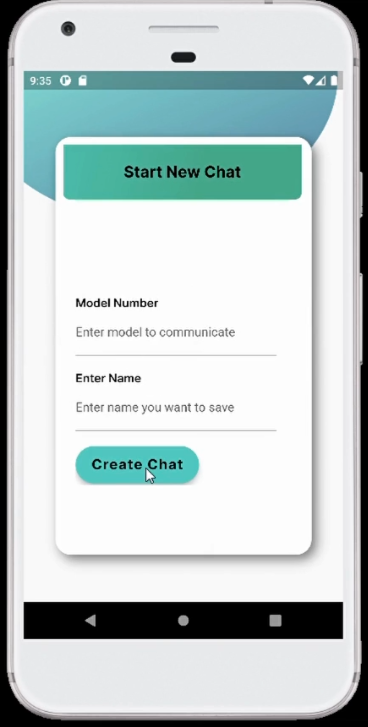 9:35
Start New Chat
Model Number
Enter model to communicate
Enter Name
Enter name you want to save
Create Chat